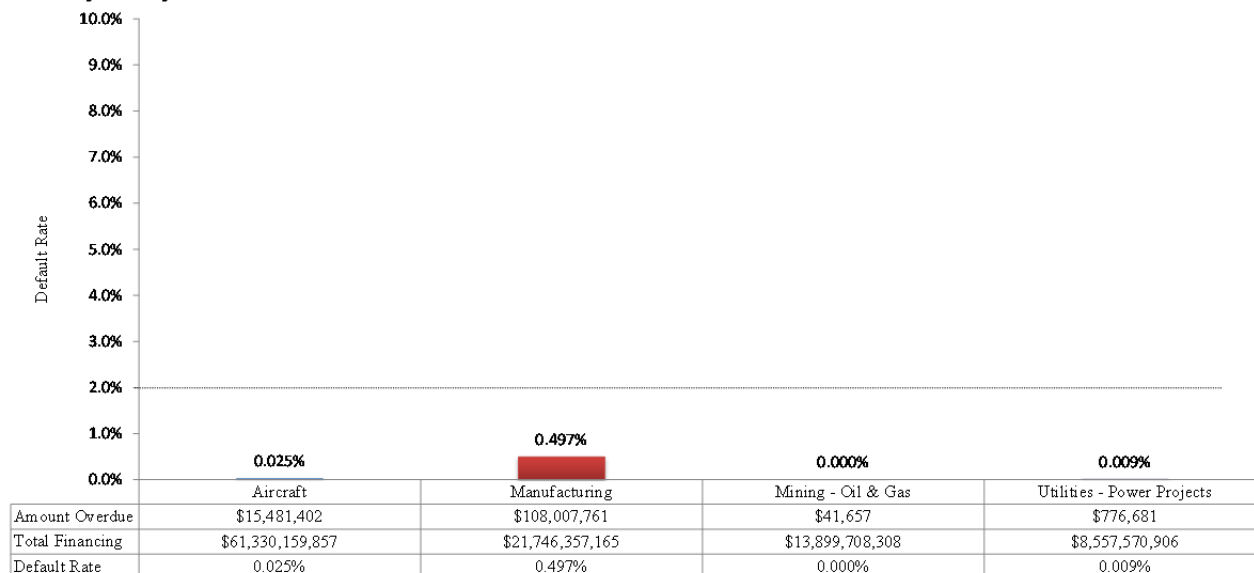 10.0%
9.0%
8.0%
7.0%
6.0%
5.0%
4.0%
3.0%
2.0%
1.0%
0.0%
Default Rate
0.025% 0.497% 0.000% 0.009%
Aircraft Manufacturing Mining - Oil & Gas Utilities - Power Projects
Amount Overdue $15,481,402 $108,007,761 $41,657 $776,681
Total Financing $61,330,159,857 $21,746,357,165 $13,899,708,308 $8,557,570,906
Default Rate 0.025% 0.497% 0.000% 0.009%